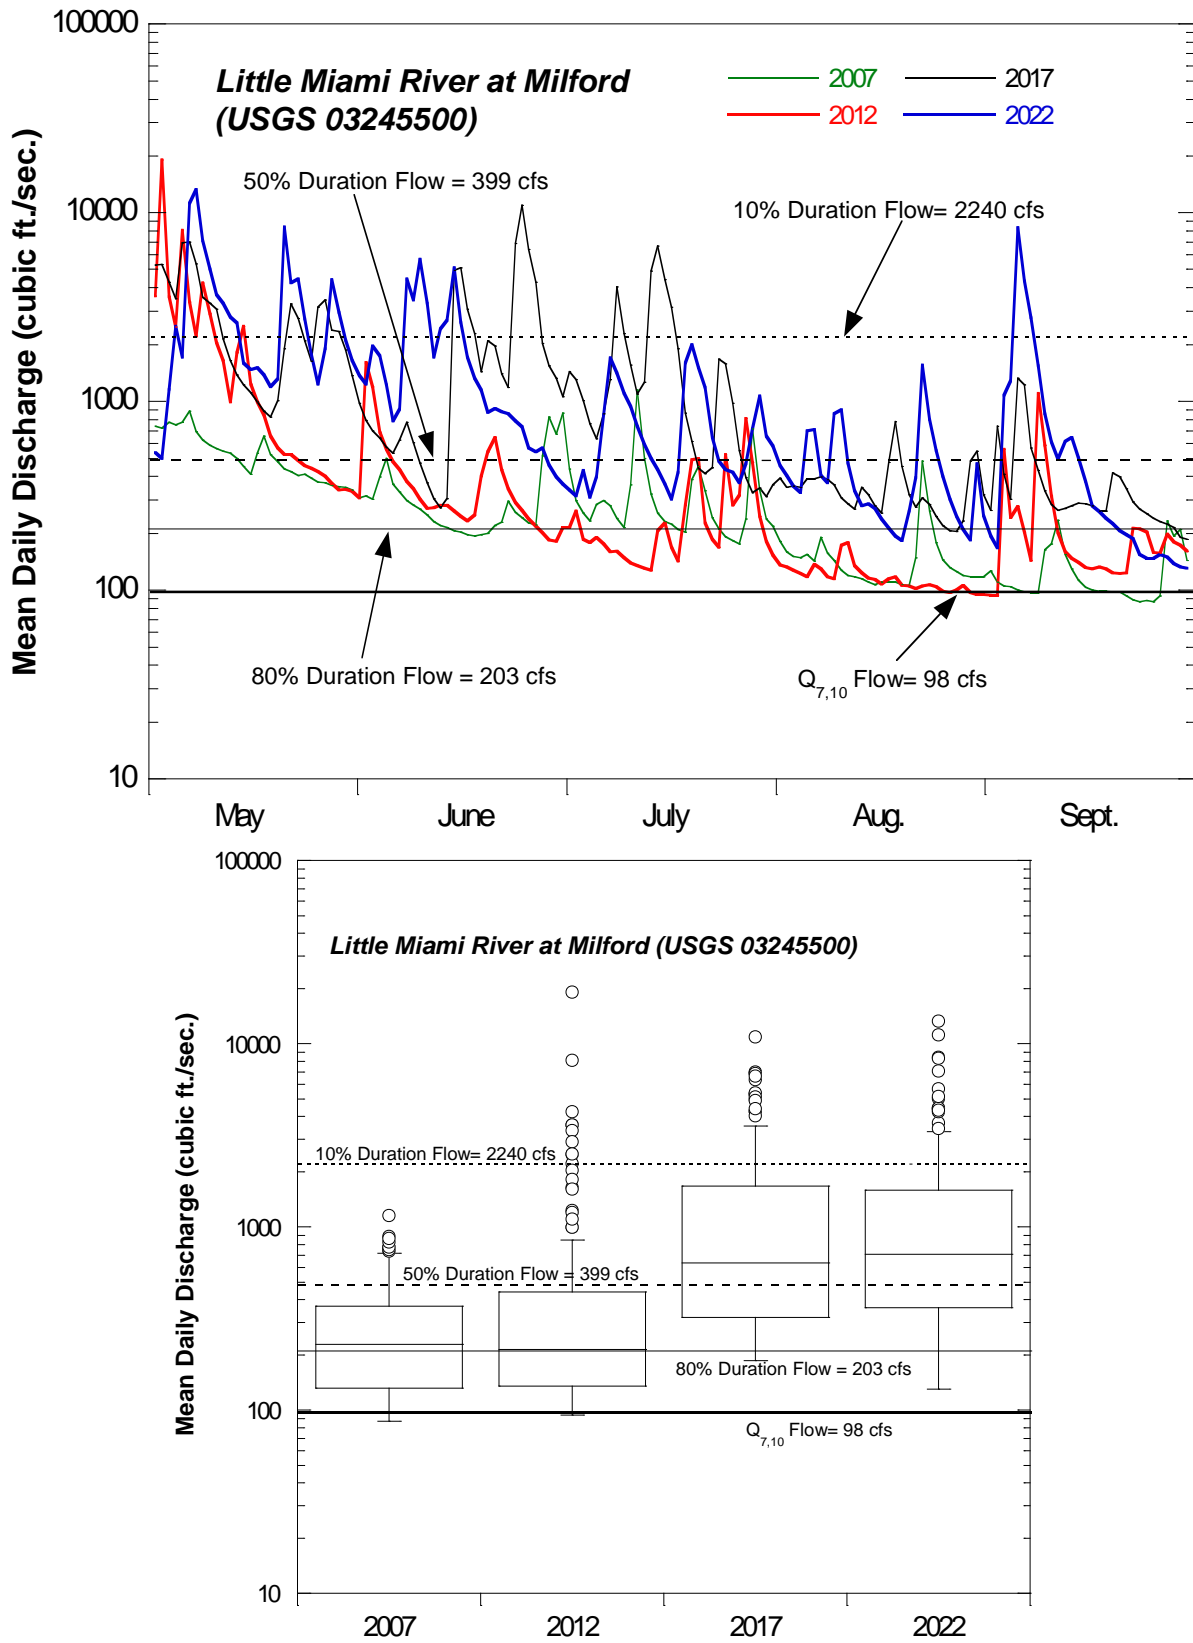 100000
10000
1000
100
10
Mean Daily Discharge (cubic ft./sec.)
Little Miami River at Milford
(USGS 03245500)
2007
2017
2012
2022
50% Duration Flow = 399 cfs
10% Duration Flow= 2240 cfs
80% Duration Flow = 203 cfs
Q7,10 Flow= 98 cfs
May
June
July
Aug.
Sept.
100000
10000
1000
100
10
Mean Daily Discharge (cubic ft./sec.)
Little Miami River at Milford (USGS 03245500)
10% Duration Flow= 2240 cfs
50% Duration Flow = 399 cfs
80% Duration Flow = 203 cfs
Q7,10 Flow= 98 cfs
2007
2012
2017
2022